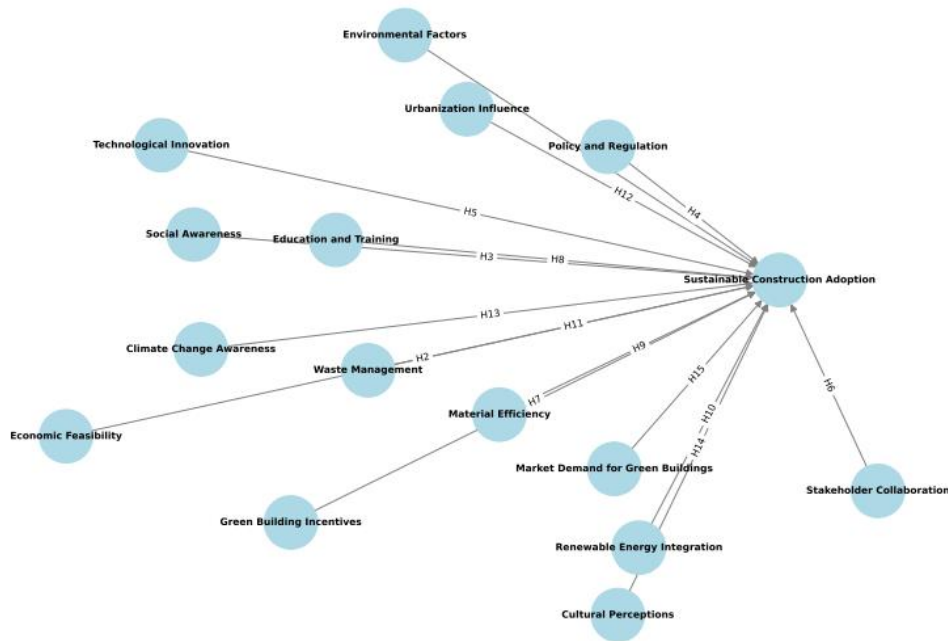 Environmental Factors
Urbanization Influence
Technological Innovation
Policy and Regulation
H12
H4
H5
Social Awareness
Education and Training
H3
H8
Sustainable Construction Adoption
H13
H11
Climate Change Awareness
H2
Waste Management
H9
H15
H6
H7
Material Efficiency
H10
Economic Feasibility
H14
Market Demand for Green Buildings
Stakeholder Collaboration
Green Building Incentives
Renewable Energy Integration
Cultural Perceptions